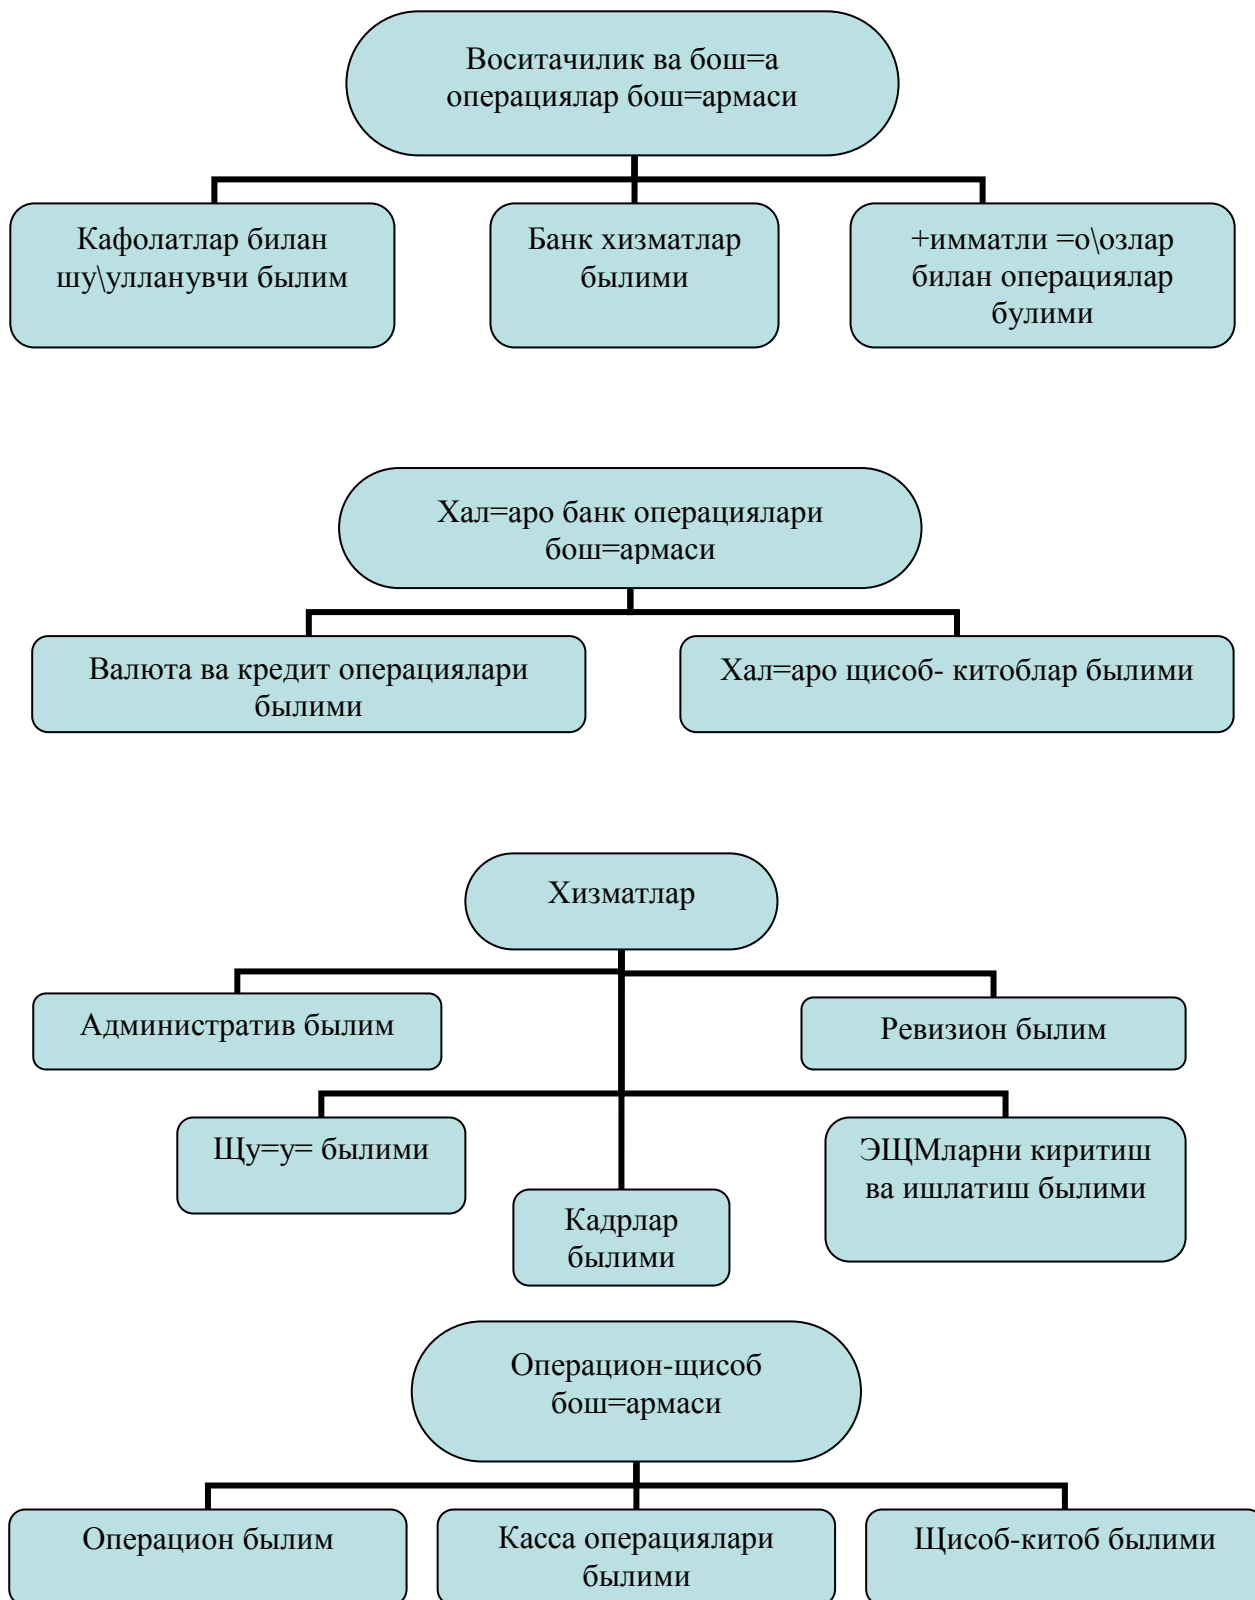 Воситачилик ва бош=а
операциялар бош=армаси
Кафолатлар билан
шу\улланувчи былим
Банк хизматлар
былими
+имматли =о\озлар
билан операциялар
булими
Хал=аро банк операциялари
бош=армаси
Валюта ва кредит операциялари
былими
Хал=аро щисоб- китоблар былими
Хизматлар
Административ былим
Ревизион былим
Щу=у= былими
Кадрлар
былими
ЭЩМларни киритиш
ва ишлатиш былими
Операцион-щисоб
бош=армаси
Операцион былим
Касса операциялари
былими
Щисоб-китоб былими